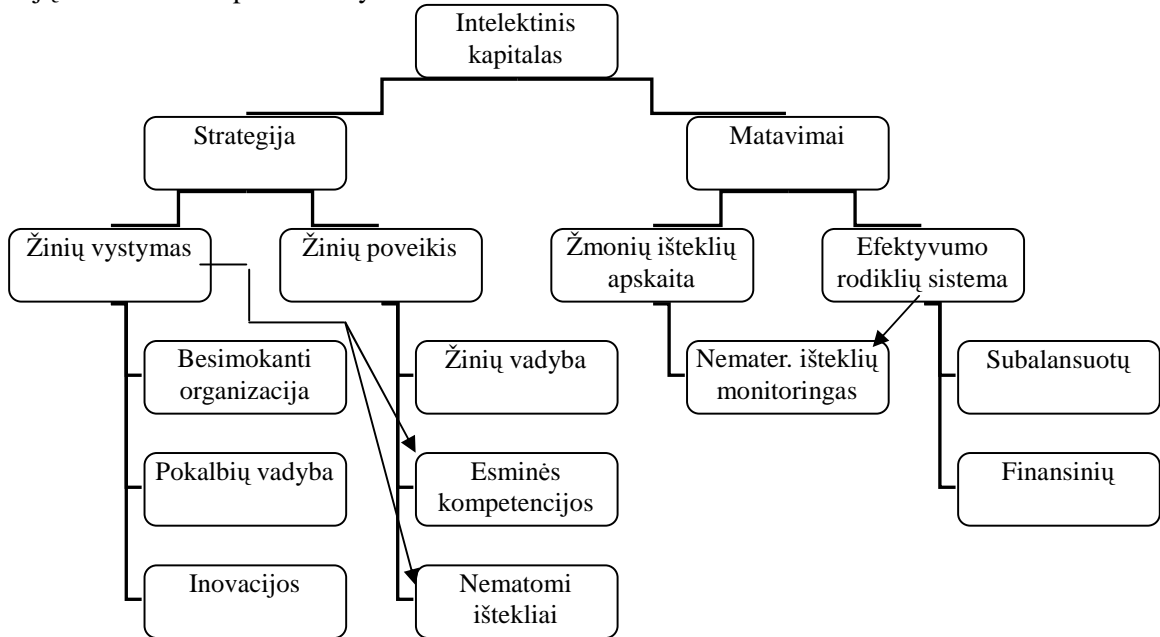 Intelektinis
kapitalas
Strategija
Matavimai
Žinių vystymas
Žinių poveikis
Žmonių išteklių
apskaita
Efektyvumo
rodiklių sistema
Besimokanti
organizacija
Žinių vadyba
Nemater. išteklių
monitoringas
Subalansuotų
Pokalbių vadyba
Esminės
kompetencijos
Finansinių
Inovacijos
Nematomi
ištekliai